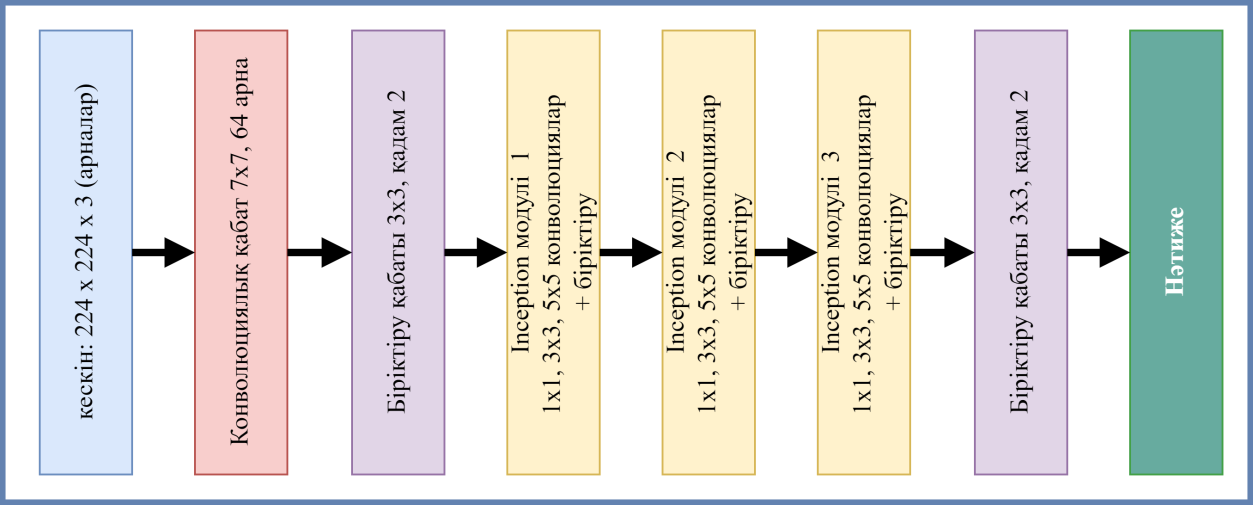 кескін: 224 x 224 x 3 (арналар)
Конволюциялық қабат 7x7, 64 арна
Біріктіру қабаты 3x3, қадам 2
Inception модулі 1
1x1, 3x3, 5x5 конволюциялар
+ біріктіру
Inception модулі 2
1x1, 3x3, 5x5 конволюциялар
+ біріктіру
Inception модулі 3
1x1, 3x3, 5x5 конволюциялар
+ біріктіру
Біріктіру қабаты 3x3, қадам 2
Нәтиже